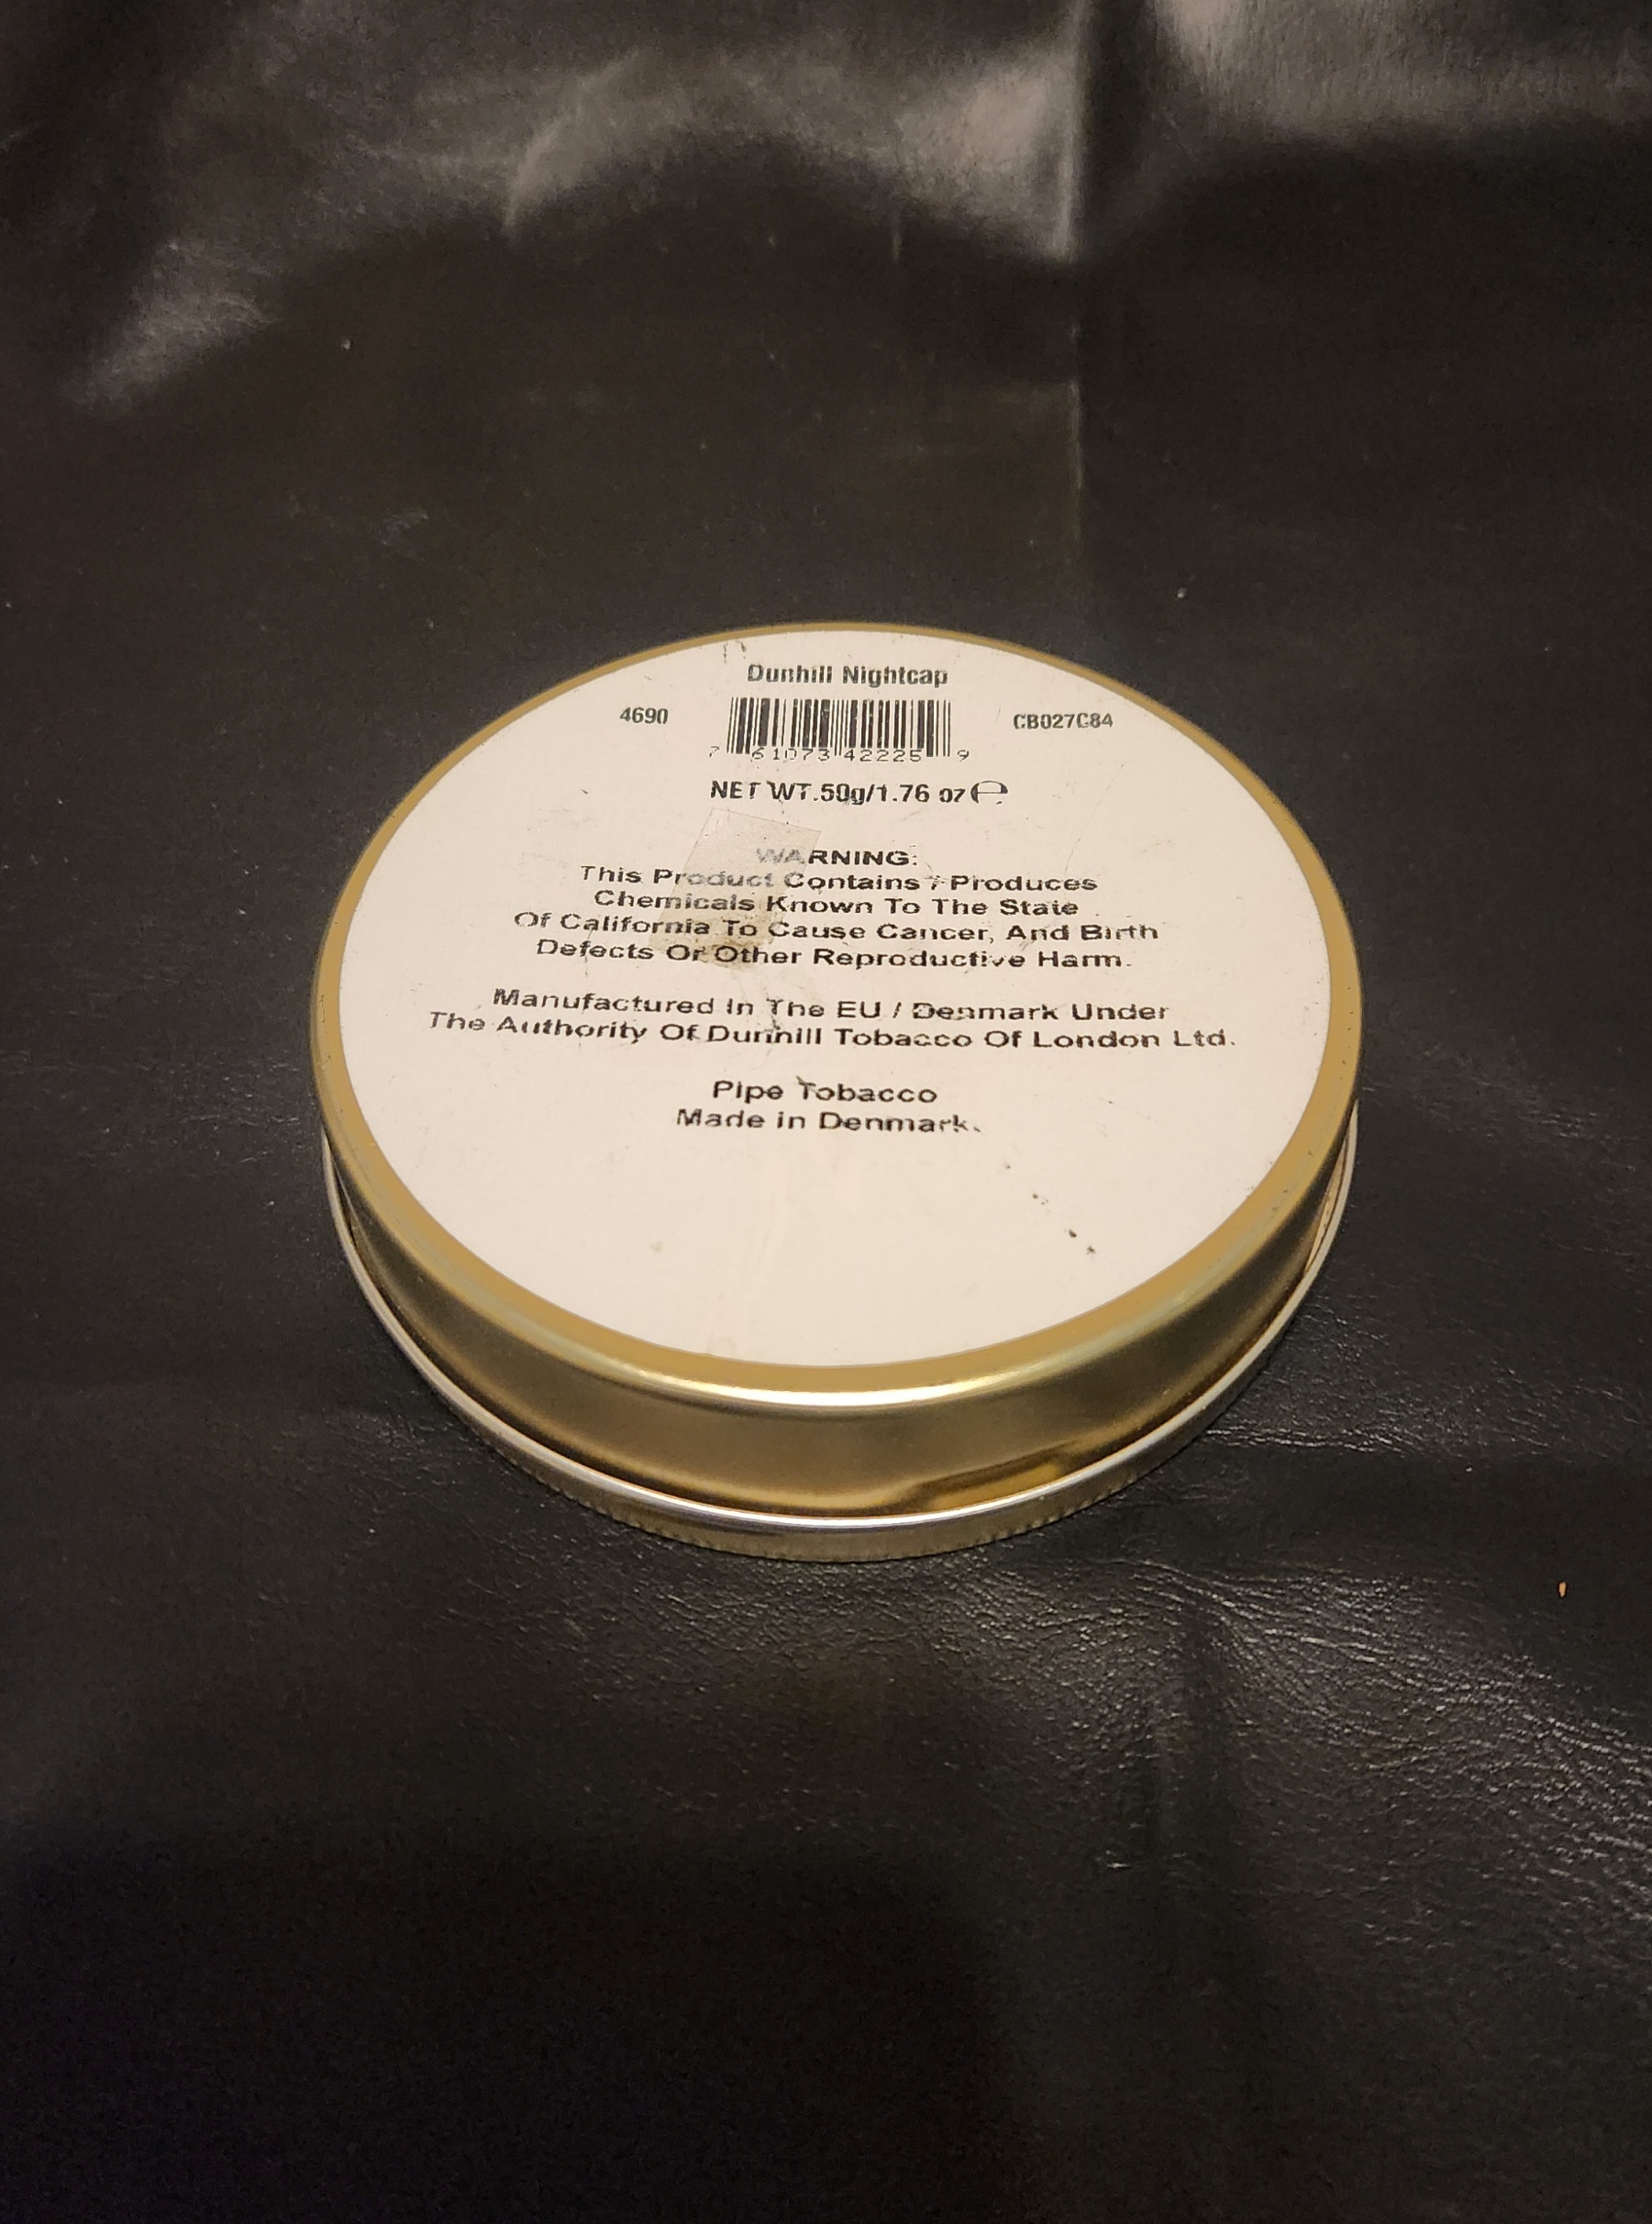 Dunhill Nightcap
4690
CB027C84
7 61073 42225 9
NET WT.50g/1.76 oz ℮
WARNING:
This Product Contains / Produces
Chemicals Known To The State
Of California To Cause Cancer, And Birth
Defects Or Other Reproductive Harm.
Manufactured In The EU / Denmark Under
The Authority Of Dunhill Tobacco Of London Ltd.
Pipe Tobacco
Made in Denmark.